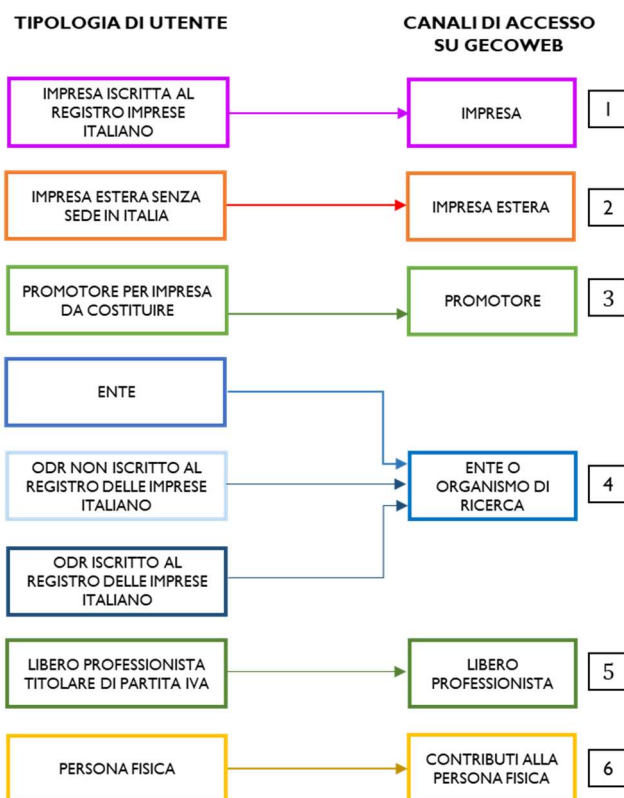 TIPOLOGIA DI UTENTE
CANALI DI ACCESSO
SU GECOWEB
IMPRESA ISCRITTA AL
REGISTRO IMPRESE
ITALIANO
IMPRESA
1
IMPRESA ESTERA SENZA
SEDE IN ITALIA
IMPRESA ESTERA
2
PROMOTORE PER IMPRESA
DA COSTITUIRE
PROMOTORE
3
ENTE
ODR NON ISCRITTO AL
REGISTRO DELLE IMPRESE
ITALIANO
ENTE O
ORGANISMO DI
RICERCA
4
ODR ISCRITTO AL
REGISTRO DELLE IMPRESE
ITALIANO
LIBERO PROFESSIONISTA
TITOLARE DI PARTITA IVA
LIBERO
PROFESSIONISTA
5
PERSONA FISICA
CONTRIBUTI ALLA
PERSONA FISICA
6